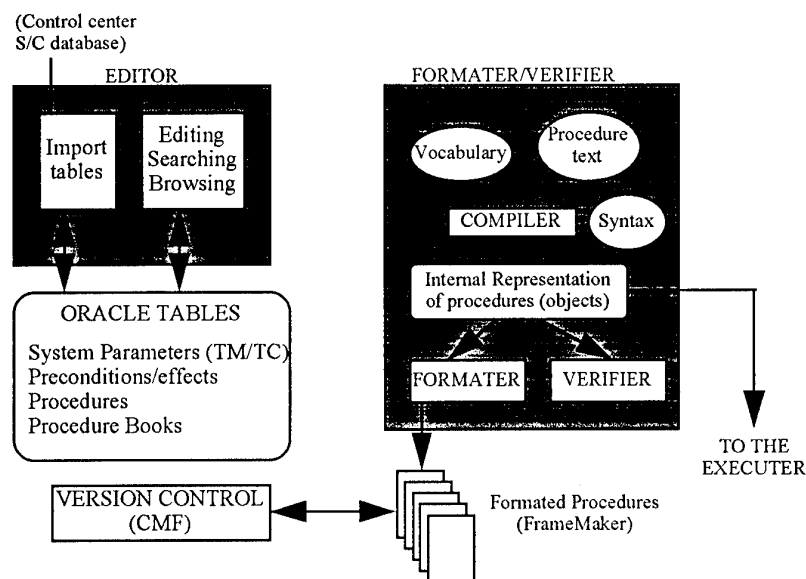 (Control center
S/C database)
EDITOR
Import
tables
Editing
Searching
Browsing
ORACLE TABLES
System Parameters (TM/TC)
Preconditions/effects
Procedures
Procedure Books
VERSION CONTROL
(CMF)
FORMATER/VERIFIER
Vocabulary
Procedure
text
COMPILER
Syntax
Internal Representation
of procedures (objects)
FORMATER
VERIFIER
TO THE
EXECUTER
Formated Procedures
(FrameMaker)